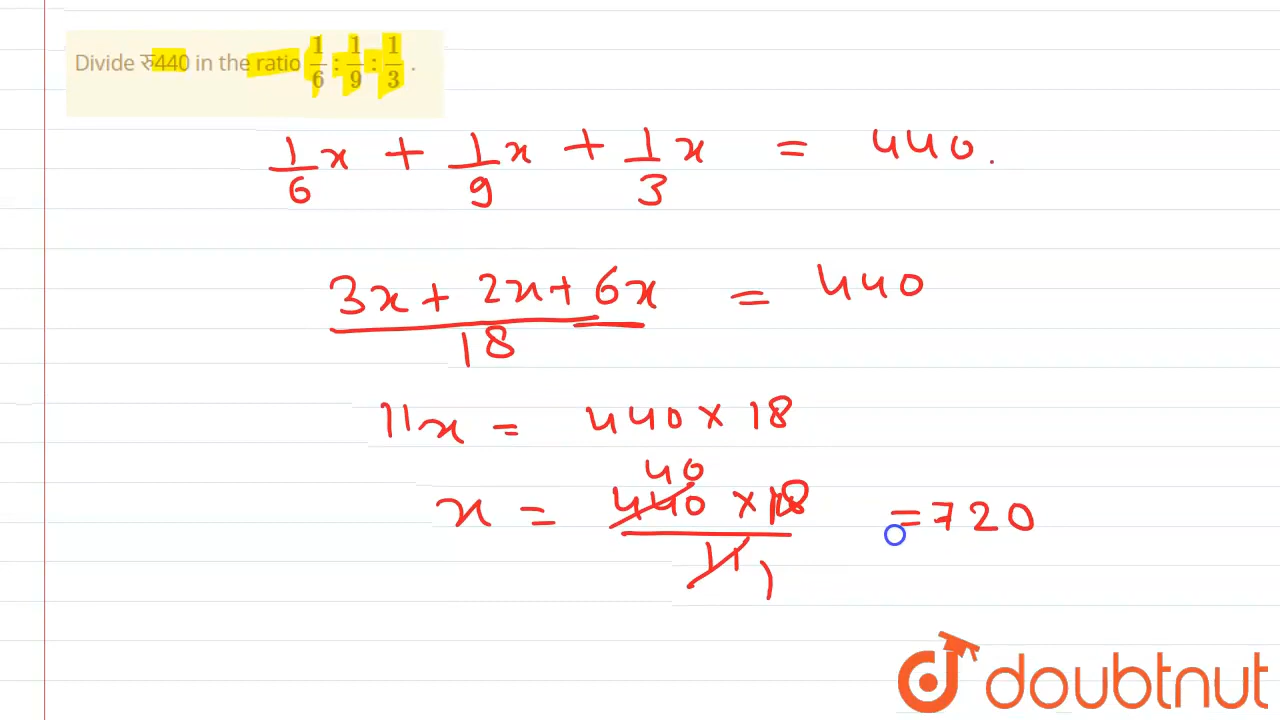 Divide रु440 in the ratio 1/6 : 1/9 : 1/3 .
1/6 x + 1/9 x + 1/3 x = 440.
3x + 2x + 6x / 18 = 440
11x = 440 × 18
40
x = 440 × 18 / 11 = 720
1
doubtnut